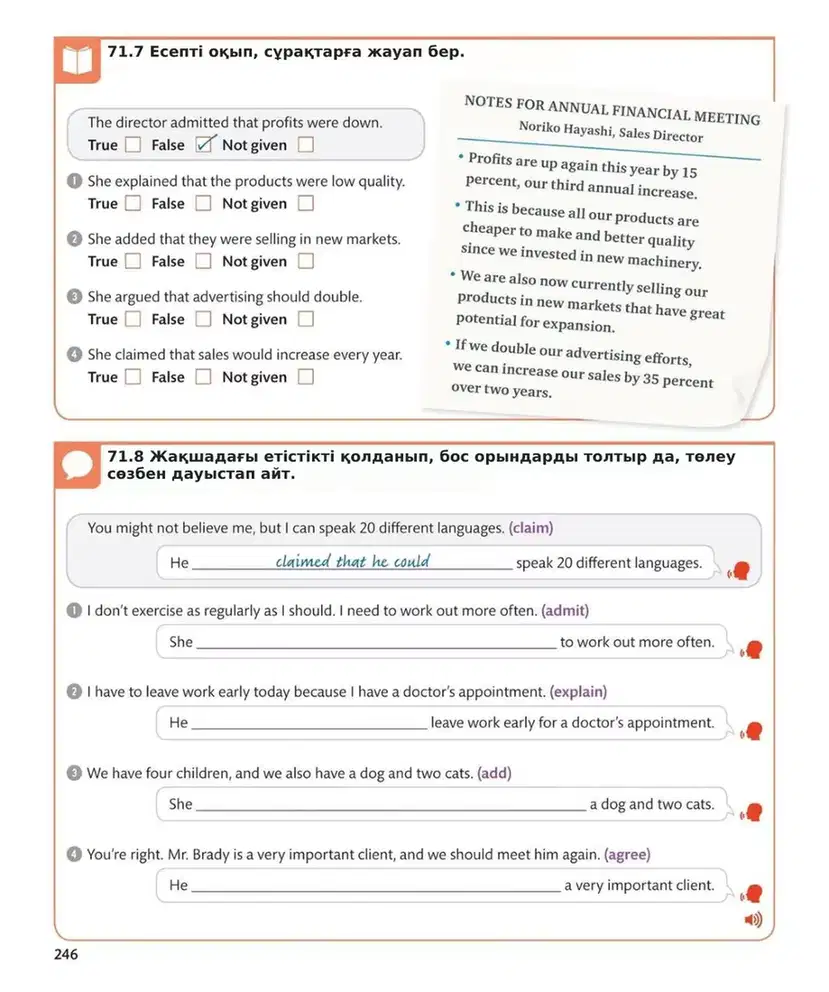 71.7 Есепті оқып, сұрақтарға жауап бер.
The director admitted that profits were down.
True False Not given
1 She explained that the products were low quality.
True False Not given
2 She added that they were selling in new markets.
True False Not given
3 She argued that advertising should double.
True False Not given
4 She claimed that sales would increase every year.
True False Not given
NOTES FOR ANNUAL FINANCIAL MEETING
Noriko Hayashi, Sales Director
• Profits are up again this year by 15
percent, our third annual increase.
• This is because all our products are
cheaper to make and better quality
since we invested in new machinery.
• We are also now currently selling our
products in new markets that have great
potential for expansion.
• If we double our advertising efforts,
we can increase our sales by 35 percent
over two years.
71.8 Жақшадағы етістікті қолданып, бос орындарды толтыр да, төлеу
сөзбен дауыстап айт.
You might not believe me, but I can speak 20 different languages. (claim)
He claimed that he could speak 20 different languages.
1 I don't exercise as regularly as I should. I need to work out more often. (admit)
She to work out more often.
2 I have to leave work early today because I have a doctor's appointment. (explain)
He leave work early for a doctor's appointment.
3 We have four children, and we also have a dog and two cats. (add)
She a dog and two cats.
4 You're right. Mr. Brady is a very important client, and we should meet him again. (agree)
He a very important client.
246